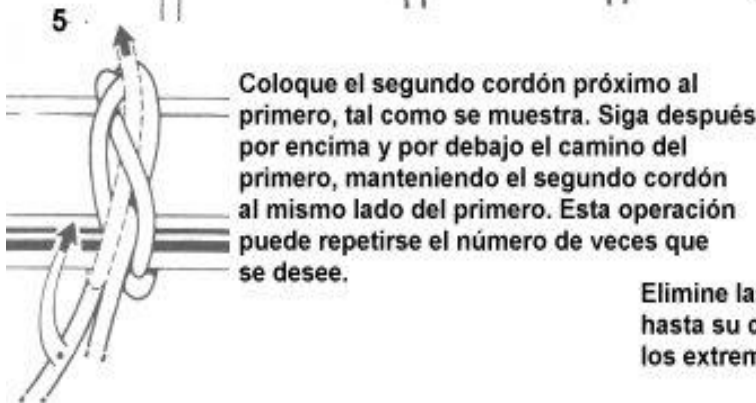 5
Coloque el segundo cordón próximo al
primero, tal como se muestra. Siga después
por encima y por debajo el camino del
primero, manteniendo el segundo cordón
al mismo lado del primero. Esta operación
puede repetirse el número de veces que
se desee.
Elimine la
hasta su
los